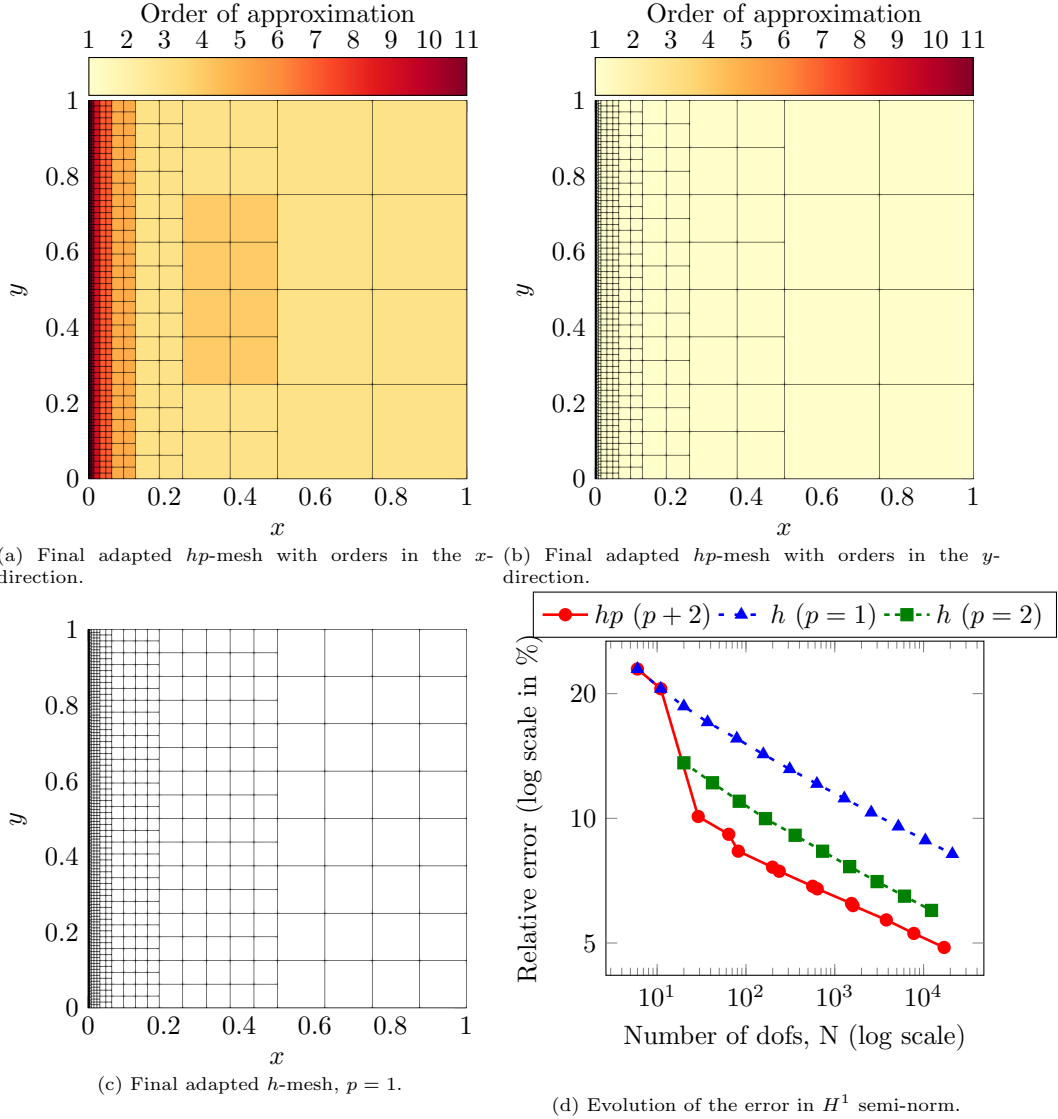 Order of approximation
1 2 3 4 5 6 7 8 9 10 11
1
0.8
0.6
0.4
0.2
0
y
0 0.2 0.4 0.6 0.8 1
x
(a) Final adapted hp-mesh with orders in the x-
direction.
Order of approximation
1 2 3 4 5 6 7 8 9 10 11
1
0.8
0.6
0.4
0.2
0
y
0 0.2 0.4 0.6 0.8 1
x
(b) Final adapted hp-mesh with orders in the y-
direction.
1
0.8
0.6
0.4
0.2
0
y
0 0.2 0.4 0.6 0.8 1
x
(c) Final adapted h-mesh, p = 1.
hp (p + 2) h (p = 1) h (p = 2)
Relative error (log scale in %)
20
10
5
10¹ 10² 10³ 10⁴
Number of dofs, N (log scale)
(d) Evolution of the error in H¹ semi-norm.